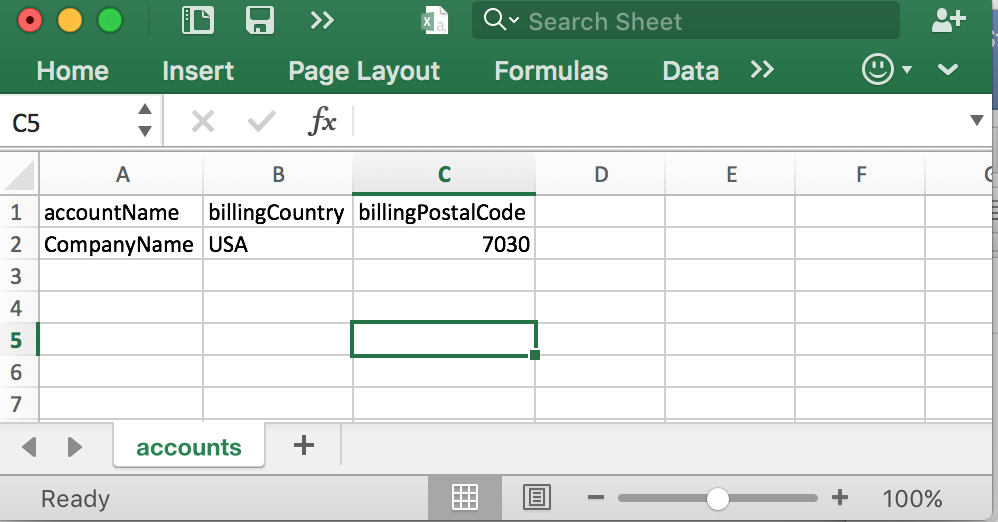 Search Sheet
Home Insert Page Layout Formulas Data
C5 fx
A B C D E F
1 accountName billingCountry billingPostalCode
2 CompanyName USA 7030
3
4
5
6
7
accounts +
Ready 100%